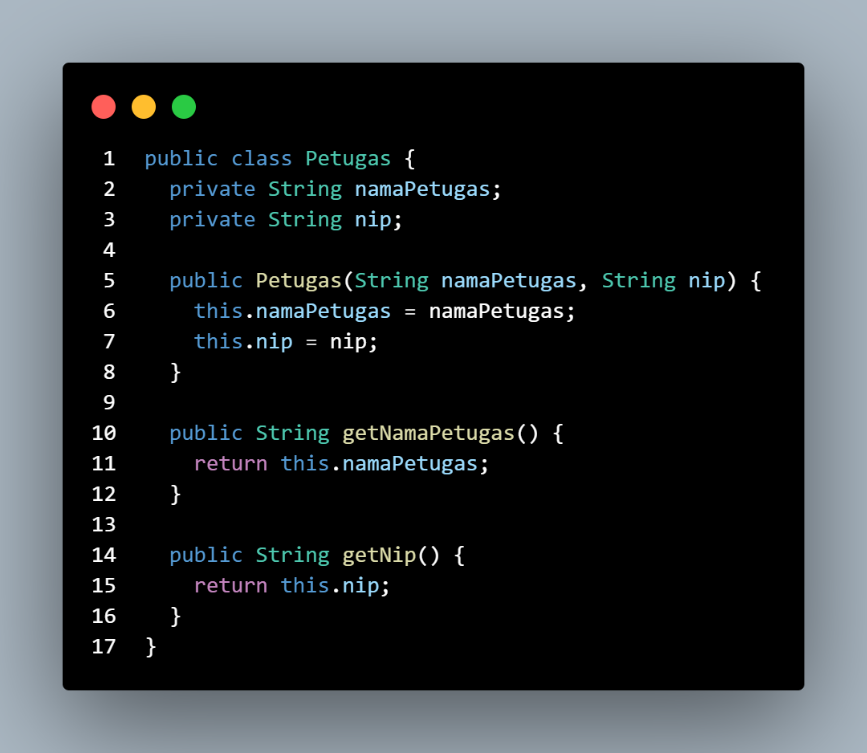 1 public class Petugas {
2 private String namaPetugas;
3 private String nip;
4
5 public Petugas(String namaPetugas, String nip) {
6 this.namaPetugas = namaPetugas;
7 this.nip = nip;
8 }
9
10 public String getNamaPetugas() {
11 return this.namaPetugas;
12 }
13
14 public String getNip() {
15 return this.nip;
16 }
17 }